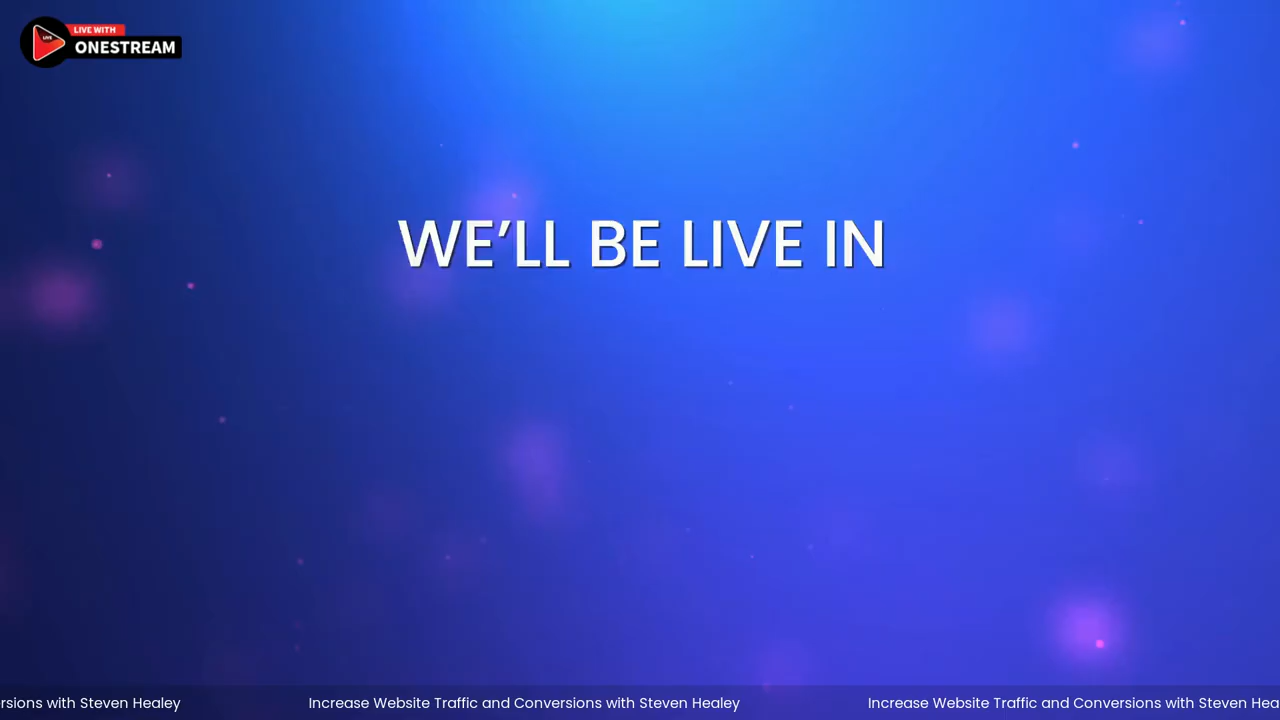 LIVE WITH
LIVE
ONESTREAM
WE'LL BE LIVE IN
rsions with Steven Healey Increase Website Traffic and Conversions with Steven Healey Increase Website Traffic and Conversions with Steven Hea